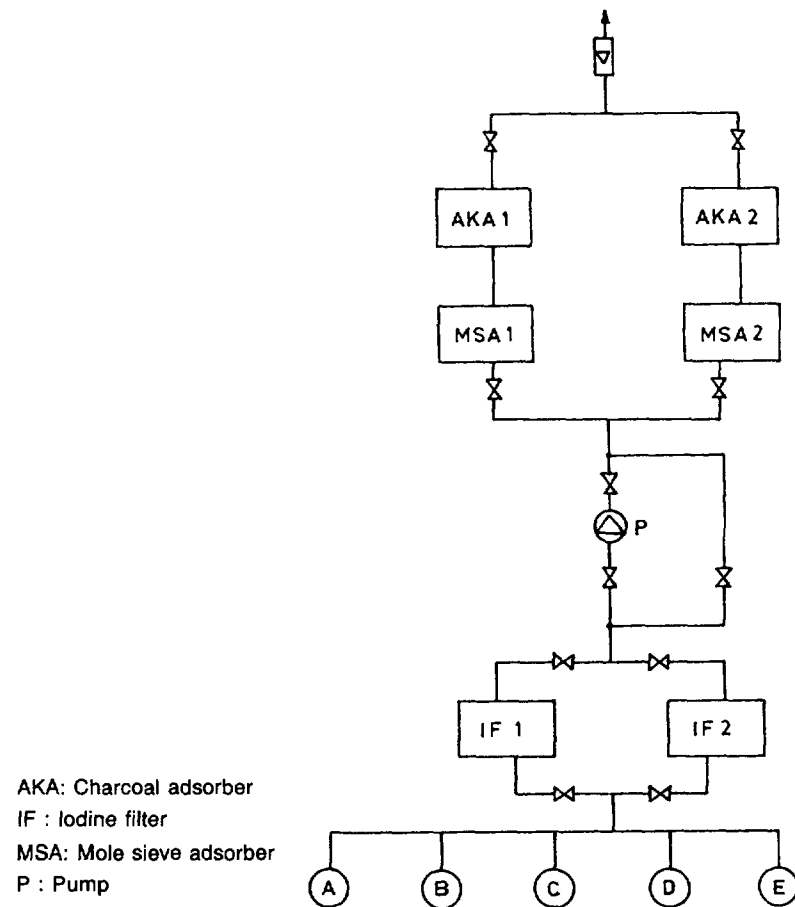 AKA 1
AKA 2
MSA 1
MSA 2
P
IF 1
IF 2
AKA: Charcoal adsorber
IF : Iodine filter
MSA: Mole sieve adsorber
P : Pump
A
B
C
D
E